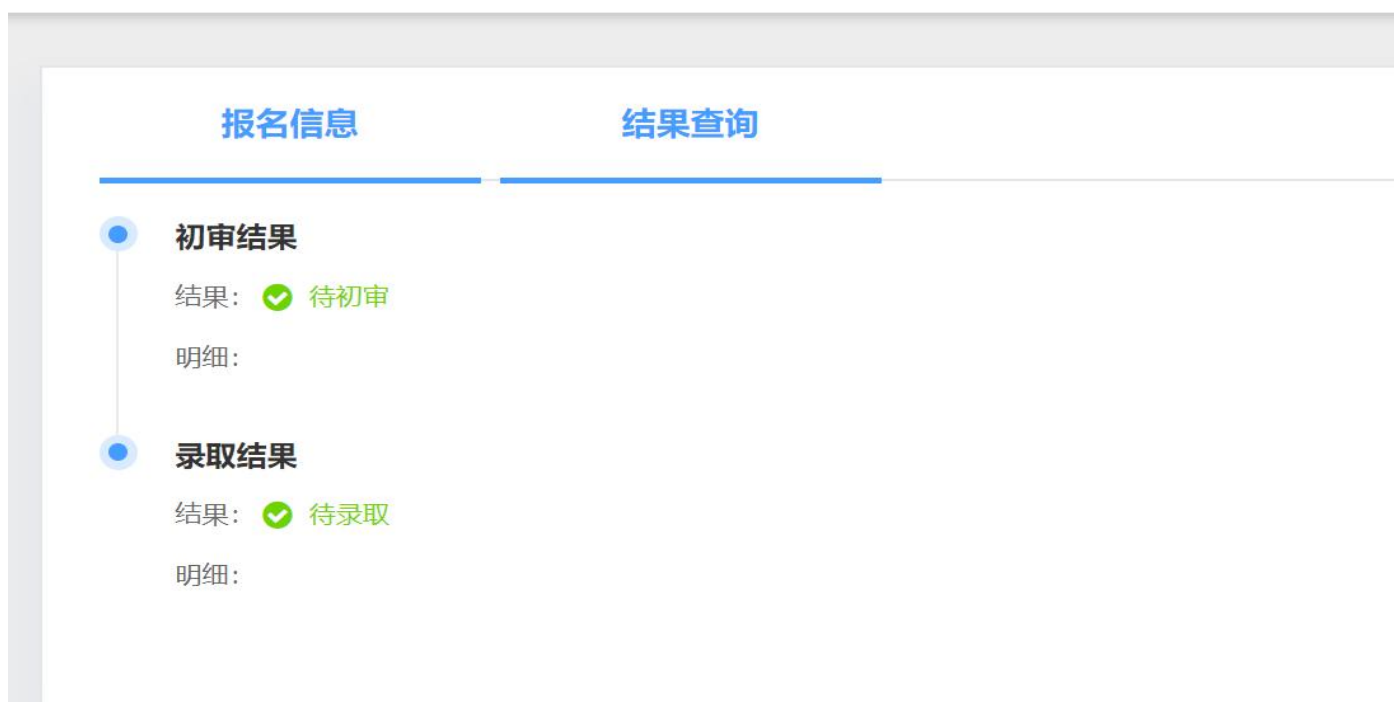 报名信息 结果查询
初审结果
结果： 待初审
明细：
录取结果
结果： 待录取
明细：